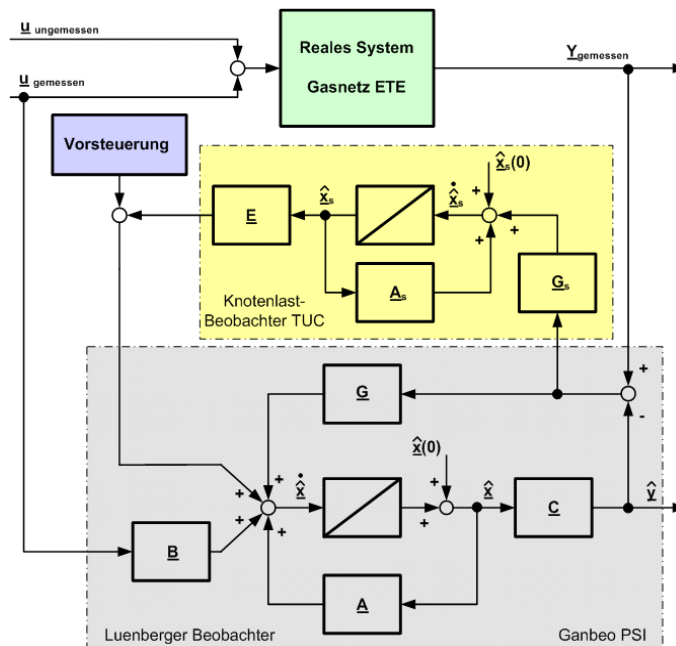 u ungemessen
Reales System
Gasnetz ETE
Y gemessen
u gemessen
Vorsteuerung
x̂s(0)
+
E
x̂s
ẋ̂s
+
+
As
Gs
Knotenlast-
Beobachter TUC
G
+
-
x̂(0)
+
+
ẋ̂
+
x̂
C
ŷ
+
+
+
B
A
Luenberger Beobachter
Ganbeo PSI